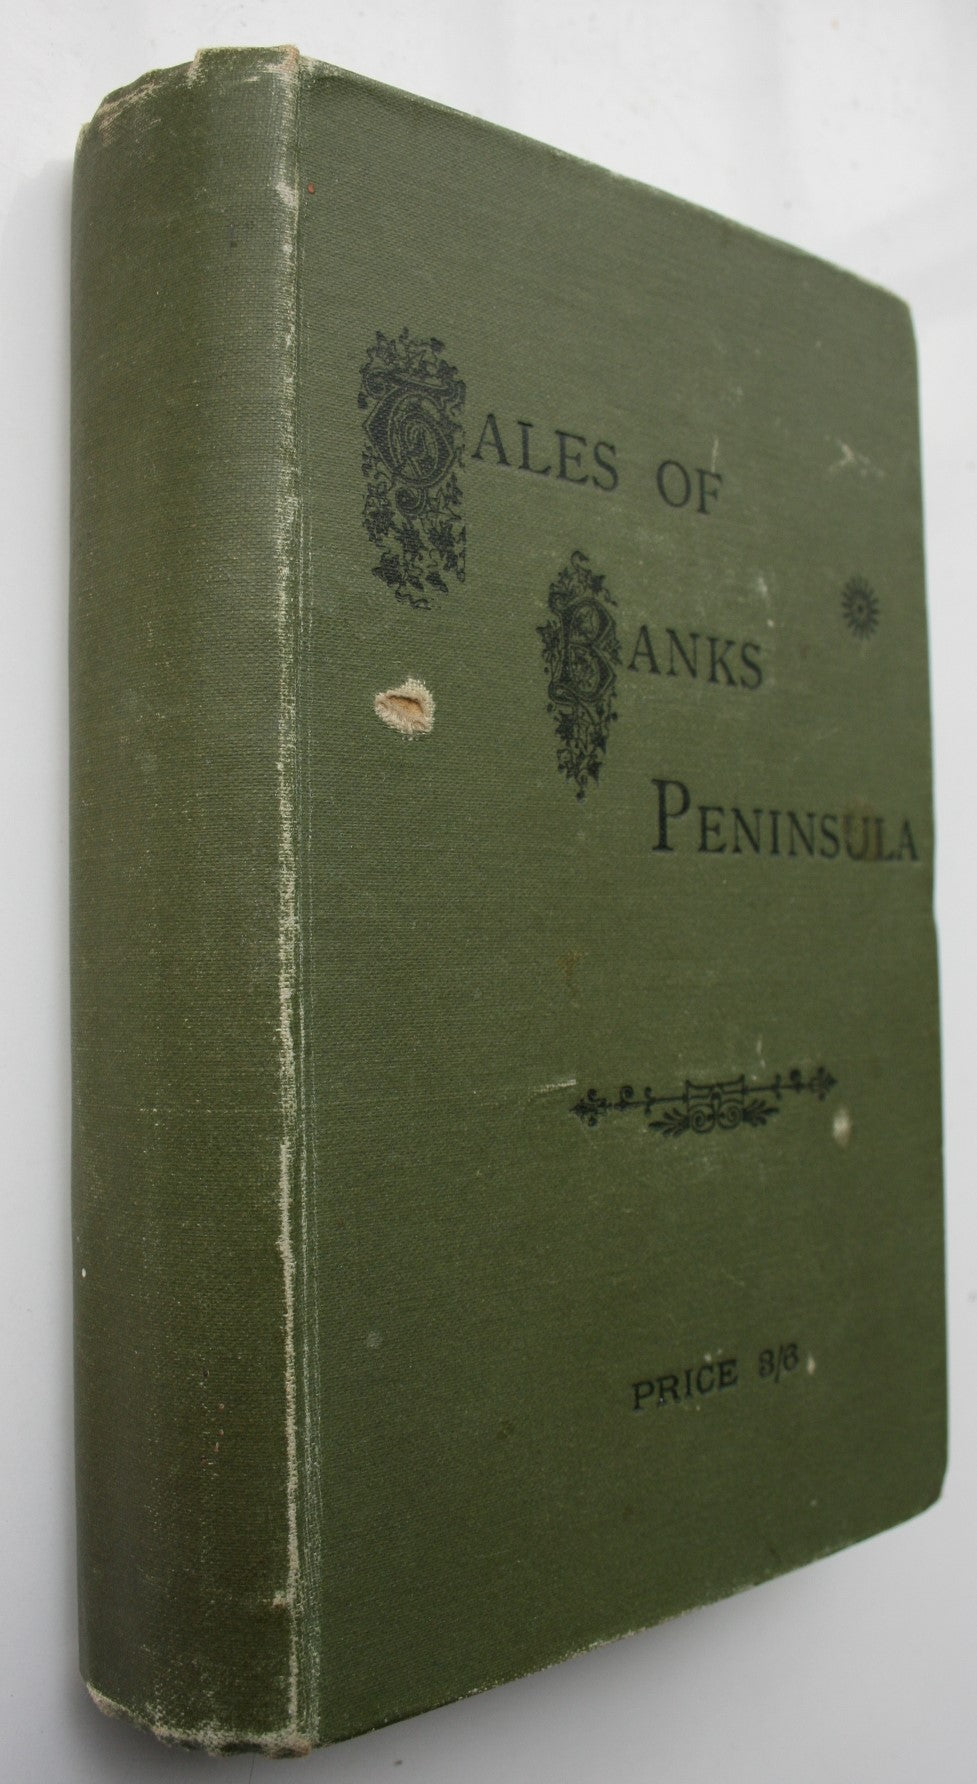 TALES OF
BANKS
PENINSULA
PRICE 3/6